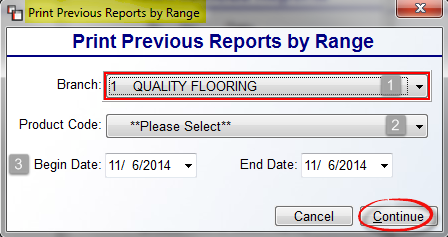 Print Previous Reports by Range
Print Previous Reports by Range
Branch: 1 QUALITY FLOORING 1
Product Code: **Please Select** 2
3 Begin Date: 11/ 6/2014 End Date: 11/ 6/2014
Cancel Continue